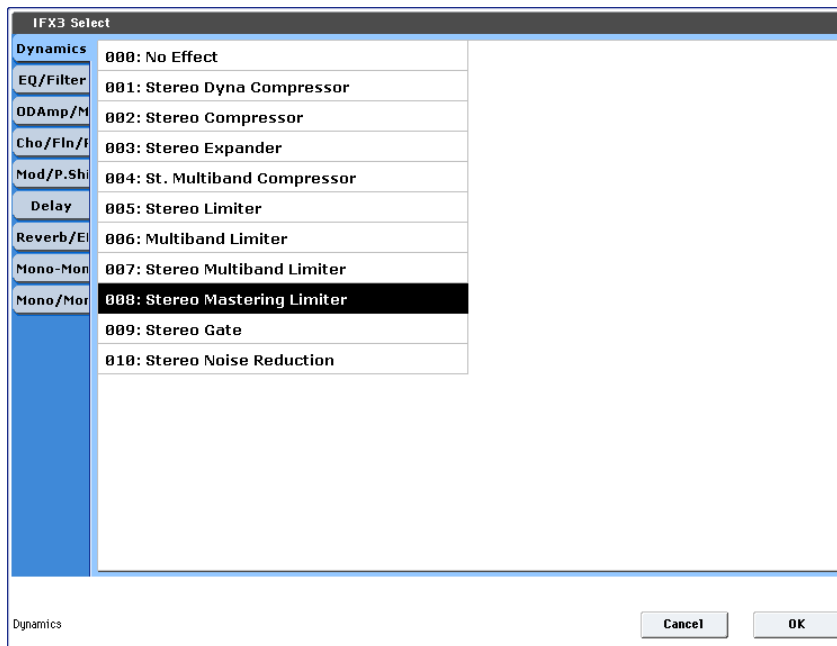 IFX3 Select
Dynamics
EQ/Filter
ODAmp/M
Cho/Fln/
Mod/P.Shi
Delay
Reverb/E
Mono-Mon
Mono/Mor
000: No Effect
001: Stereo Dyna Compressor
002: Stereo Compressor
003: Stereo Expander
004: St. Multiband Compressor
005: Stereo Limiter
006: Multiband Limiter
007: Stereo Multiband Limiter
008: Stereo Mastering Limiter
009: Stereo Gate
010: Stereo Noise Reduction
Dynamics
Cancel
OK